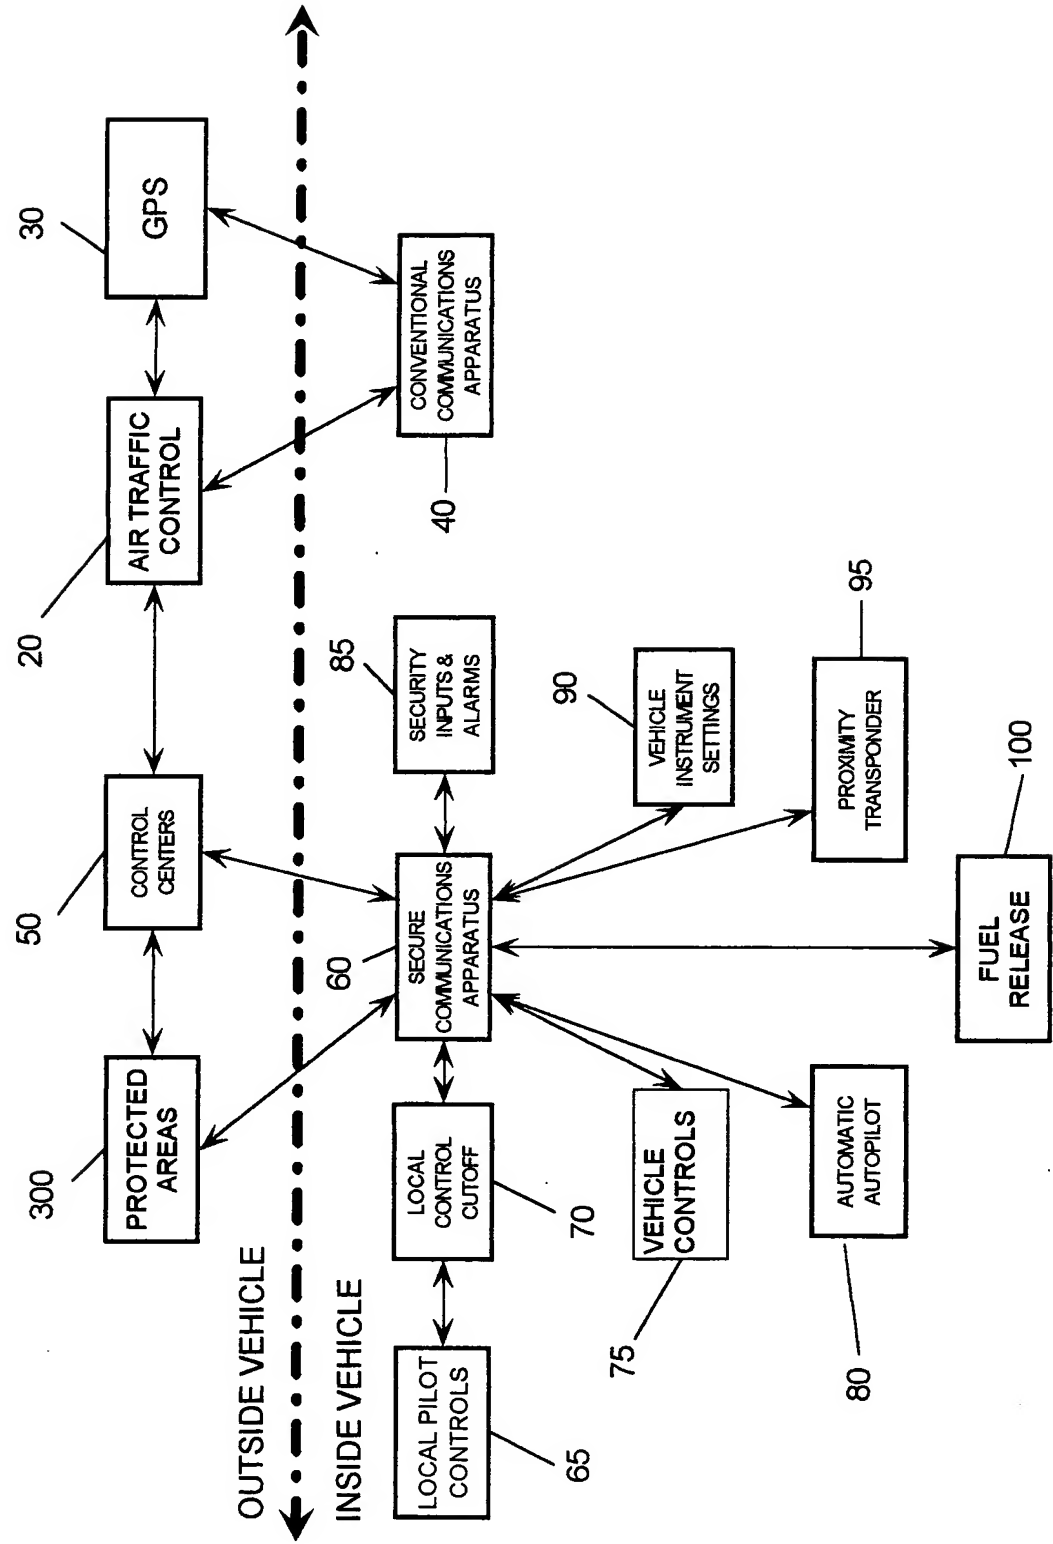 300
PROTECTED
AREAS
50
CONTROL
CENTERS
20
AIR TRAFFIC
CONTROL
30
GPS
OUTSIDE VEHICLE
INSIDE VEHICLE
LOCAL PILOT
CONTROLS
65
LOCAL
CONTROL
CUTOFF
70
60
SECURE
COMMUNICATIONS
APPARATUS
85
SECURITY
INPUTS &
ALARMS
40
CONVENTIONAL
COMMUNICATIONS
APPARATUS
75
VEHICLE
CONTROLS
90
VEHICLE
INSTRUMENT
SETTINGS
80
AUTOMATIC
AUTOPILOT
PROXIMITY
TRANSPONDER
95
FUEL
RELEASE
100